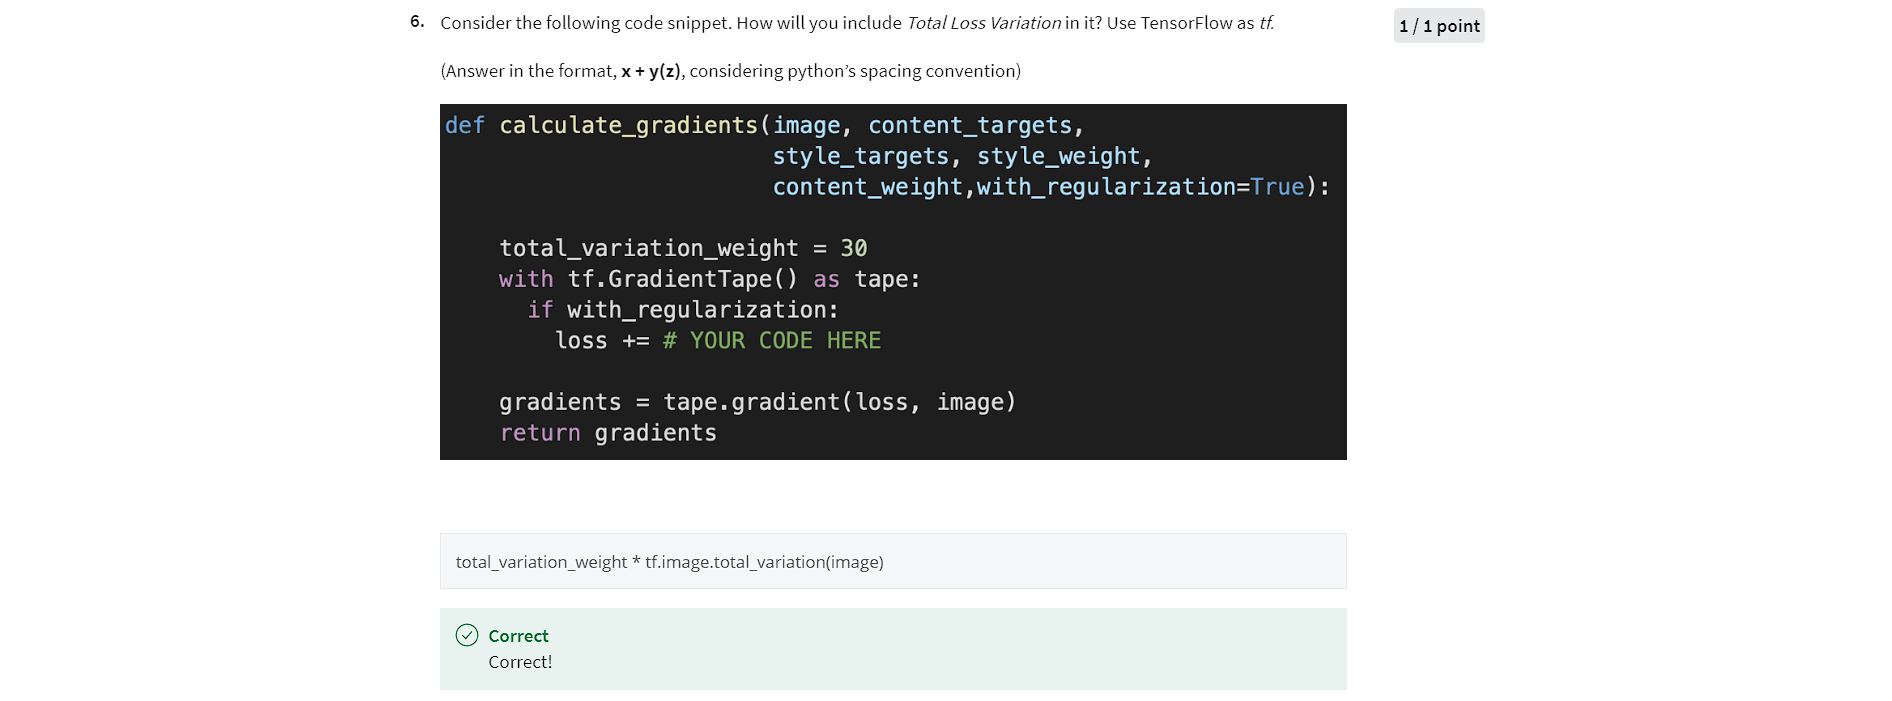 6. Consider the following code snippet. How will you include Total Loss Variation in it? Use TensorFlow as tf.
1 / 1 point
(Answer in the format, x + y(z), considering python's spacing convention)
def calculate_gradients(image, content_targets,
                        style_targets, style_weight,
                        content_weight,with_regularization=True):
    total_variation_weight = 30
    with tf.GradientTape() as tape:
      if with_regularization:
        loss += # YOUR CODE HERE
    gradients = tape.gradient(loss, image)
    return gradients
total_variation_weight * tf.image.total_variation(image)
Correct
Correct!